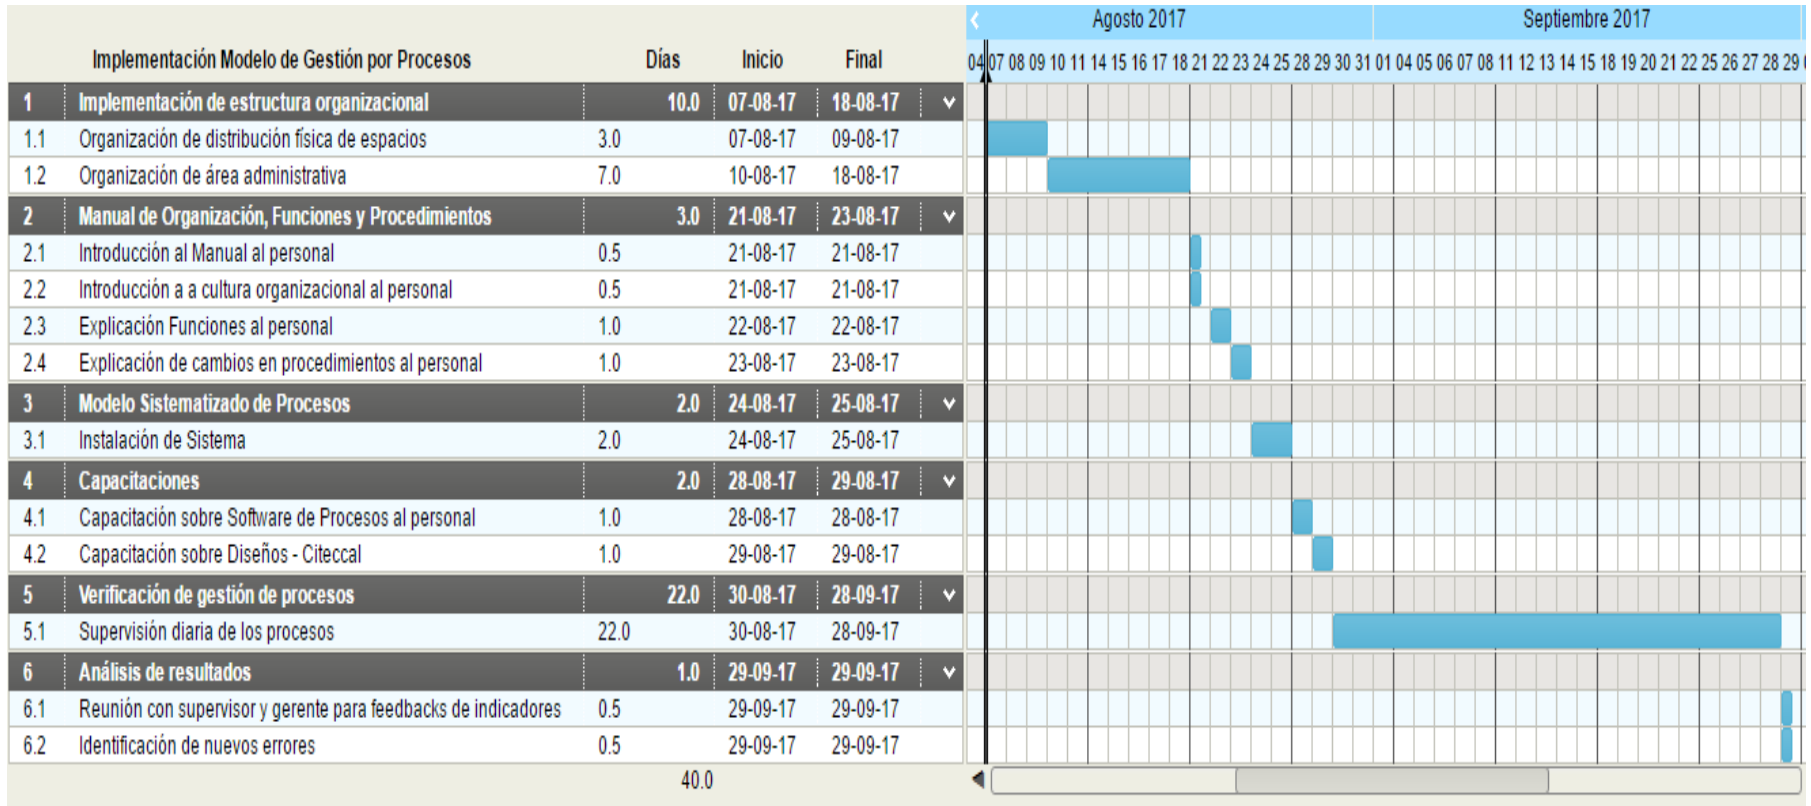 Agosto 2017 Septiembre 2017
Implementación Modelo de Gestión por Procesos Días Inicio Final 04 07 08 09 10 11 14 15 16 17 18 21 22 23 24 25 28 29 30 31 01 04 05 06 07 08 11 12 13 14 15 18 19 20 21 22 25 26 27 28 29
1 Implementación de estructura organizacional 10.0 07-08-17 18-08-17
1.1 Organización de distribución física de espacios 3.0 07-08-17 09-08-17
1.2 Organización de área administrativa 7.0 10-08-17 18-08-17
2 Manual de Organización, Funciones y Procedimientos 3.0 21-08-17 23-08-17
2.1 Introducción al Manual al personal 0.5 21-08-17 21-08-17
2.2 Introducción a a cultura organizacional al personal 0.5 21-08-17 21-08-17
2.3 Explicación Funciones al personal 1.0 22-08-17 22-08-17
2.4 Explicación de cambios en procedimientos al personal 1.0 23-08-17 23-08-17
3 Modelo Sistematizado de Procesos 2.0 24-08-17 25-08-17
3.1 Instalación de Sistema 2.0 24-08-17 25-08-17
4 Capacitaciones 2.0 28-08-17 29-08-17
4.1 Capacitación sobre Software de Procesos al personal 1.0 28-08-17 28-08-17
4.2 Capacitación sobre Diseños - Citeccal 1.0 29-08-17 29-08-17
5 Verificación de gestión de procesos 22.0 30-08-17 28-09-17
5.1 Supervisión diaria de los procesos 22.0 30-08-17 28-09-17
6 Análisis de resultados 1.0 29-09-17 29-09-17
6.1 Reunión con supervisor y gerente para feedbacks de indicadores 0.5 29-09-17 29-09-17
6.2 Identificación de nuevos errores 0.5 29-09-17 29-09-17
40.0